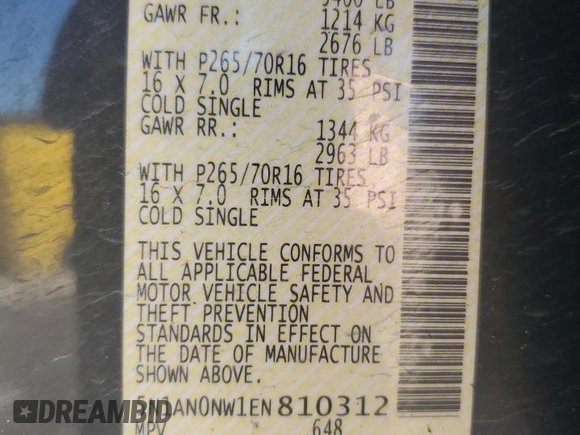 GAWR FR.: 1214 KG
2676 LB
WITH P265/70R16 TIRES
16 X 7.0 RIMS AT 35 PSI
COLD SINGLE
GAWR RR.: 1344 KG
2963 LB
WITH P265/70R16 TIRES
16 X 7.0 RIMS AT 35 PSI
COLD SINGLE
THIS VEHICLE CONFORMS TO
ALL APPLICABLE FEDERAL
MOTOR VEHICLE SAFETY AND
THEFT PREVENTION
STANDARDS IN EFFECT ON
THE DATE OF MANUFACTURE
SHOWN ABOVE.
AN0NW1EN810312
DREAMBID
MPV 648